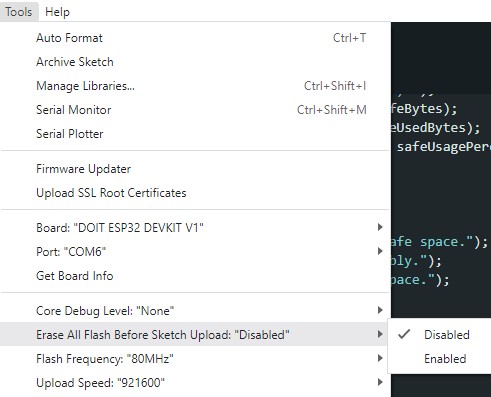 Tools Help
Auto Format Ctrl+T
Archive Sketch
Manage Libraries... Ctrl+Shift+I
Serial Monitor Ctrl+Shift+M
Serial Plotter
Firmware Updater
Upload SSL Root Certificates
Board: "DOIT ESP32 DEVKIT V1"
Port: "COM6"
Get Board Info
Core Debug Level: "None"
Erase All Flash Before Sketch Upload: "Disabled"
Flash Frequency: "80MHz"
Upload Speed: "921600"
Disabled
Enabled
feBytes);
eUsedBytes);
safeUsagePerc
afe space.");
bly.");
pace.");